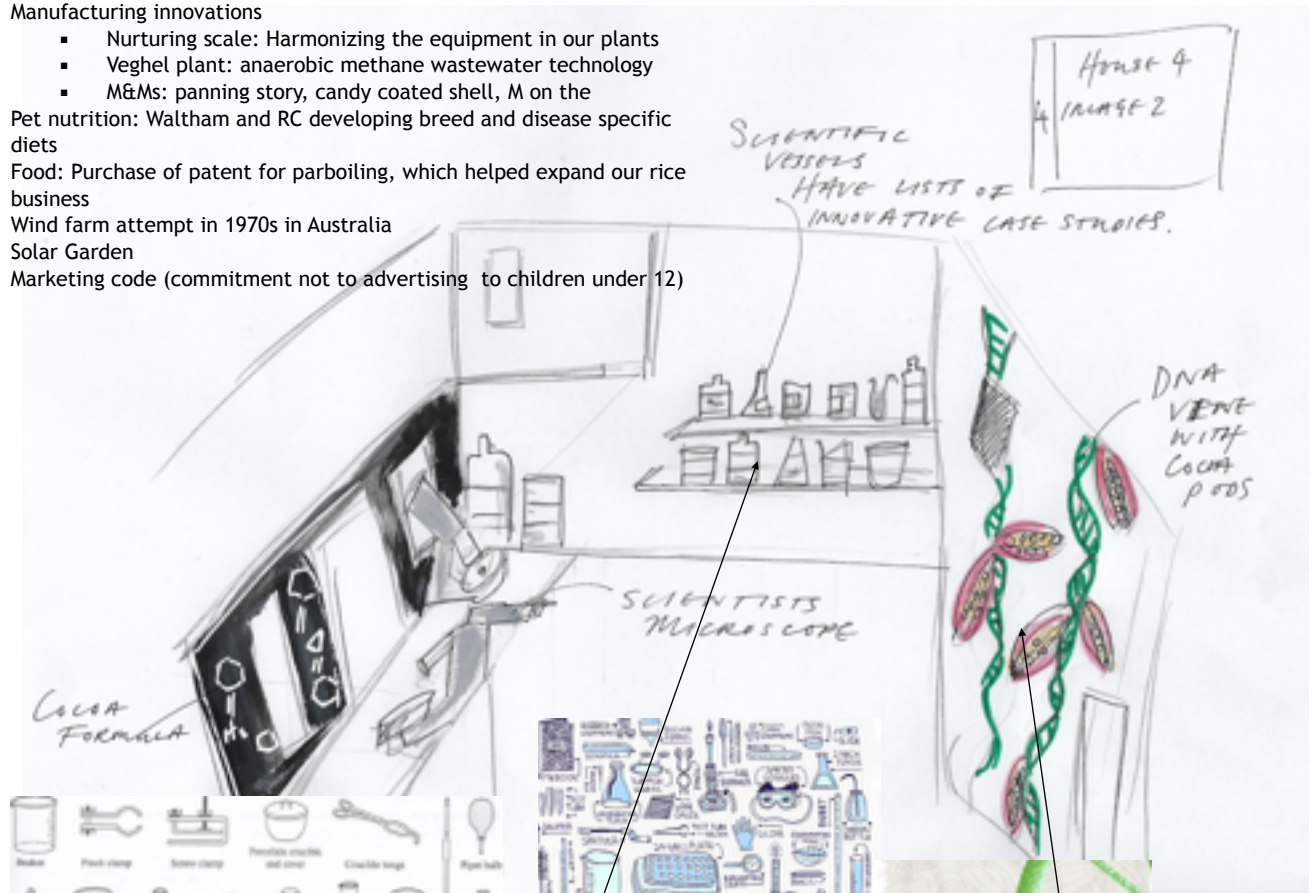 Manufacturing innovations
▪ Nurturing scale: Harmonizing the equipment in our plants
▪ Veghel plant: anaerobic methane wastewater technology
▪ M&Ms: panning story, candy coated shell, M on the
Pet nutrition: Waltham and RC developing breed and disease specific
diets
Food: Purchase of patent for parboiling, which helped expand our rice
business
Wind farm attempt in 1970s in Australia
Solar Garden
Marketing code (commitment not to advertising  to children under 12)
HOUSE 4
4 IMAGE 2
SCIENTIFIC
VESSELS
HAVE LISTS OF
INNOVATIVE CASE STUDIES.
DNA
VINE
WITH
COCOA
PODS
SCIENTISTS
MICROSCOPE
COCOA
FORMULA
Beaker
Pinch clamp
Screw clamp
Porcelain crucible
and cover
Crucible tongs
Pipet bulb